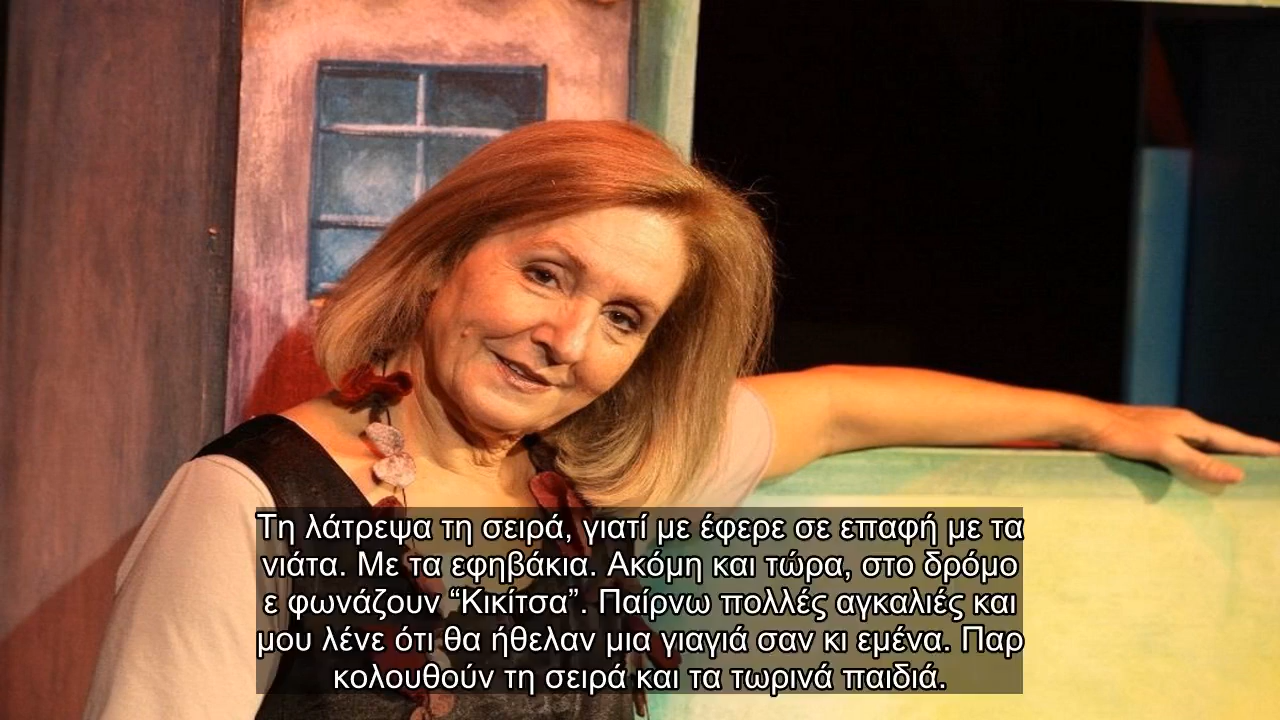 Τη λάτρεψα τη σειρά, γιατί με έφερε σε επαφή με τα
νιάτα. Με τα εφηβάκια. Ακόμη και τώρα, στο δρόμο
ε φωνάζουν “Κικίτσα”. Παίρνω πολλές αγκαλιές και
μου λένε ότι θα ήθελαν μια γιαγιά σαν κι εμένα. Παρ
κολουθούν τη σειρά και τα τωρινά παιδιά.